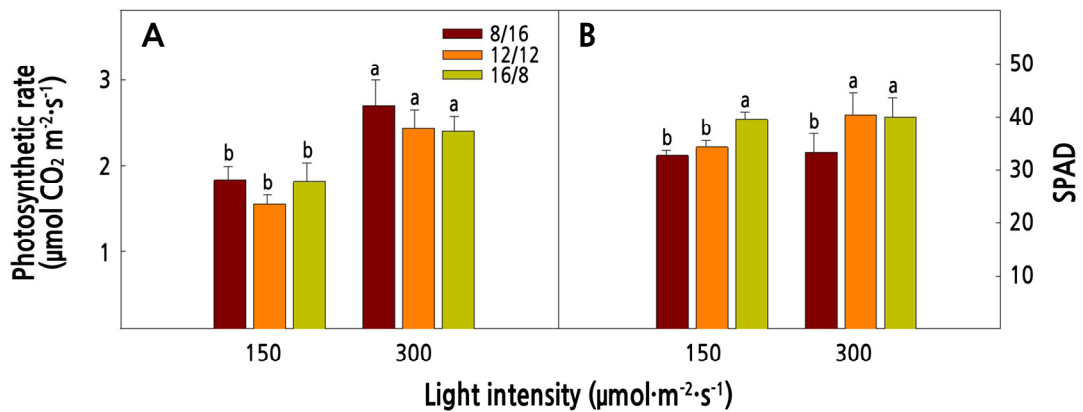 A
8/16
12/12
16/8
B
Photosynthetic rate
(µmol CO₂ m⁻²·s⁻¹)
3
2
1
b
b
b
a
a
a
b
b
a
b
a
a
50
40
30
20
10
SPAD
150
300
150
300
Light intensity (µmol·m⁻²·s⁻¹)